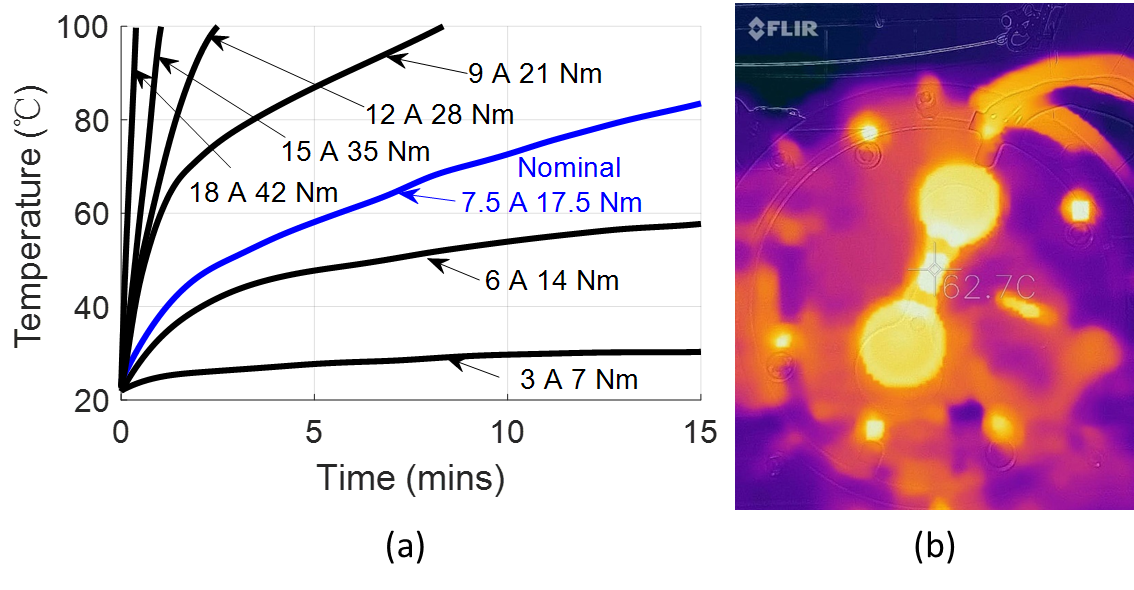 100
80
60
40
20
0
5
10
15
Temperature (℃)
Time (mins)
9 A 21 Nm
12 A 28 Nm
15 A 35 Nm
18 A 42 Nm
Nominal
7.5 A 17.5 Nm
6 A 14 Nm
3 A 7 Nm
(a)
FLIR
62.7C
(b)